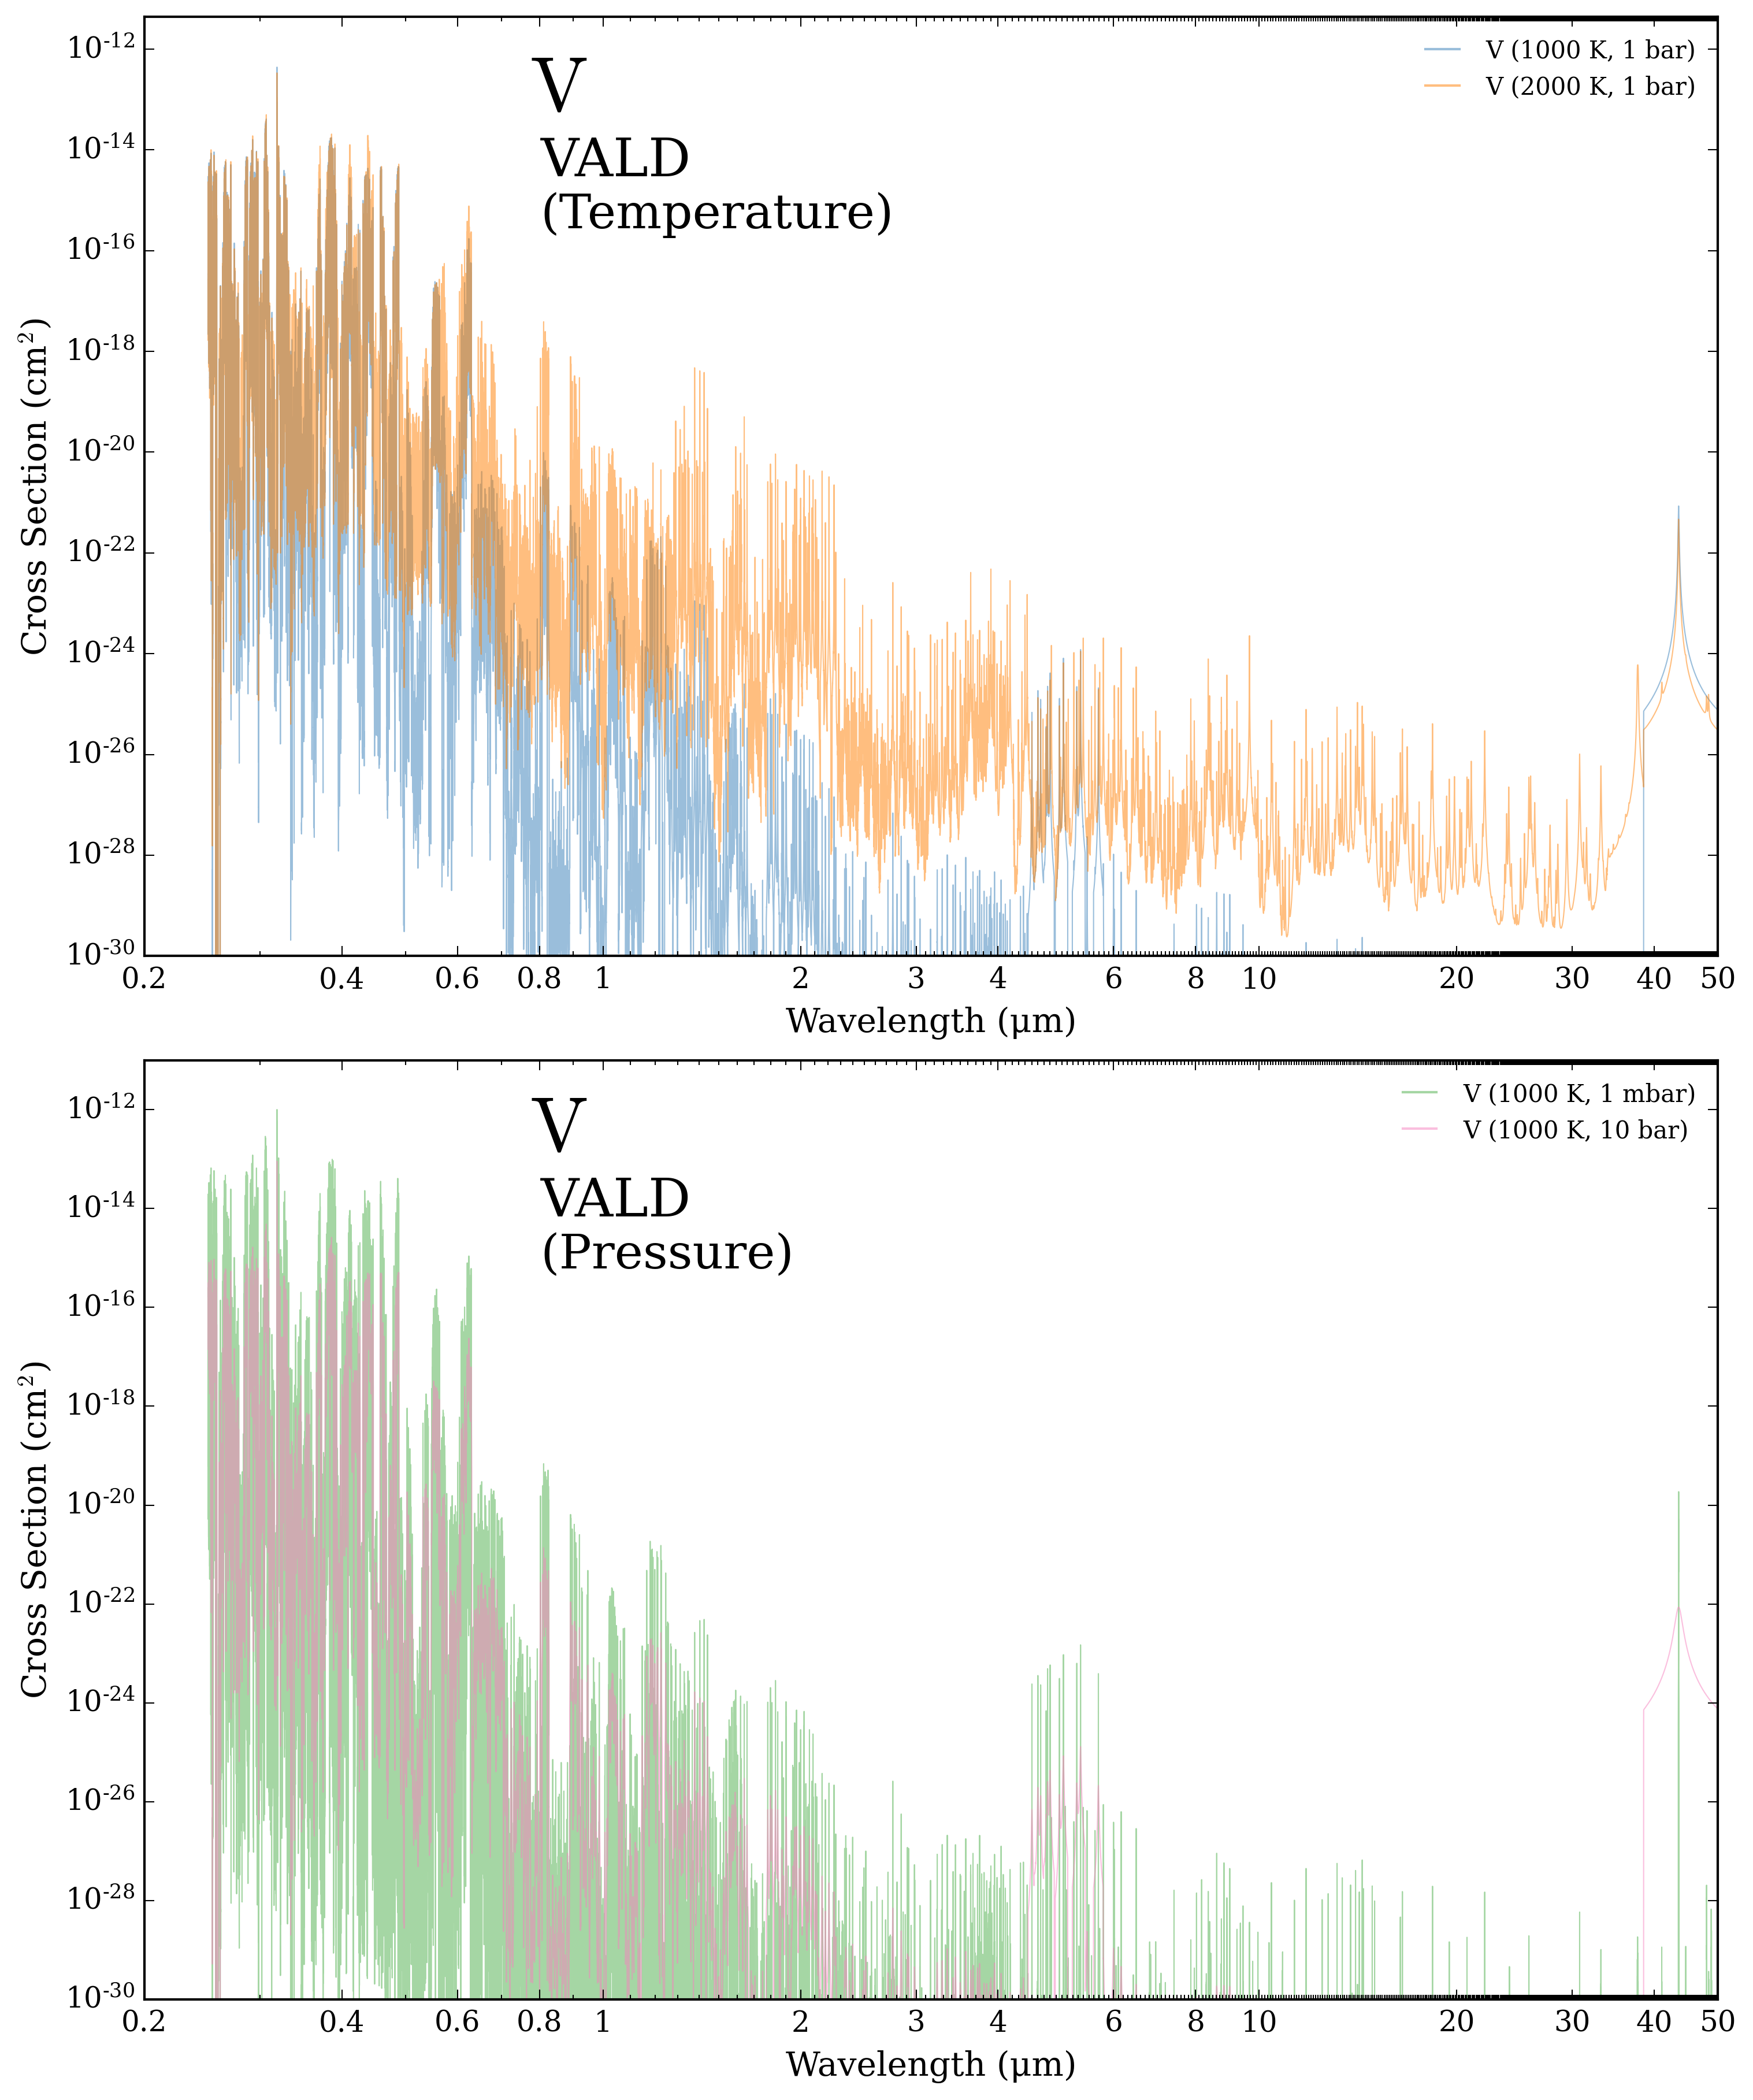 V
VALD
(Temperature)
V (1000 K, 1 bar)
V (2000 K, 1 bar)
Cross Section (cm²)
10⁻¹²
10⁻¹⁴
10⁻¹⁶
10⁻¹⁸
10⁻²⁰
10⁻²²
10⁻²⁴
10⁻²⁶
10⁻²⁸
10⁻³⁰
0.2 0.4 0.6 0.8 1 2 3 4 6 8 10 20 30 40 50
Wavelength (μm)
V
VALD
(Pressure)
V (1000 K, 1 mbar)
V (1000 K, 10 bar)
Cross Section (cm²)
10⁻¹²
10⁻¹⁴
10⁻¹⁶
10⁻¹⁸
10⁻²⁰
10⁻²²
10⁻²⁴
10⁻²⁶
10⁻²⁸
10⁻³⁰
0.2 0.4 0.6 0.8 1 2 3 4 6 8 10 20 30 40 50
Wavelength (μm)